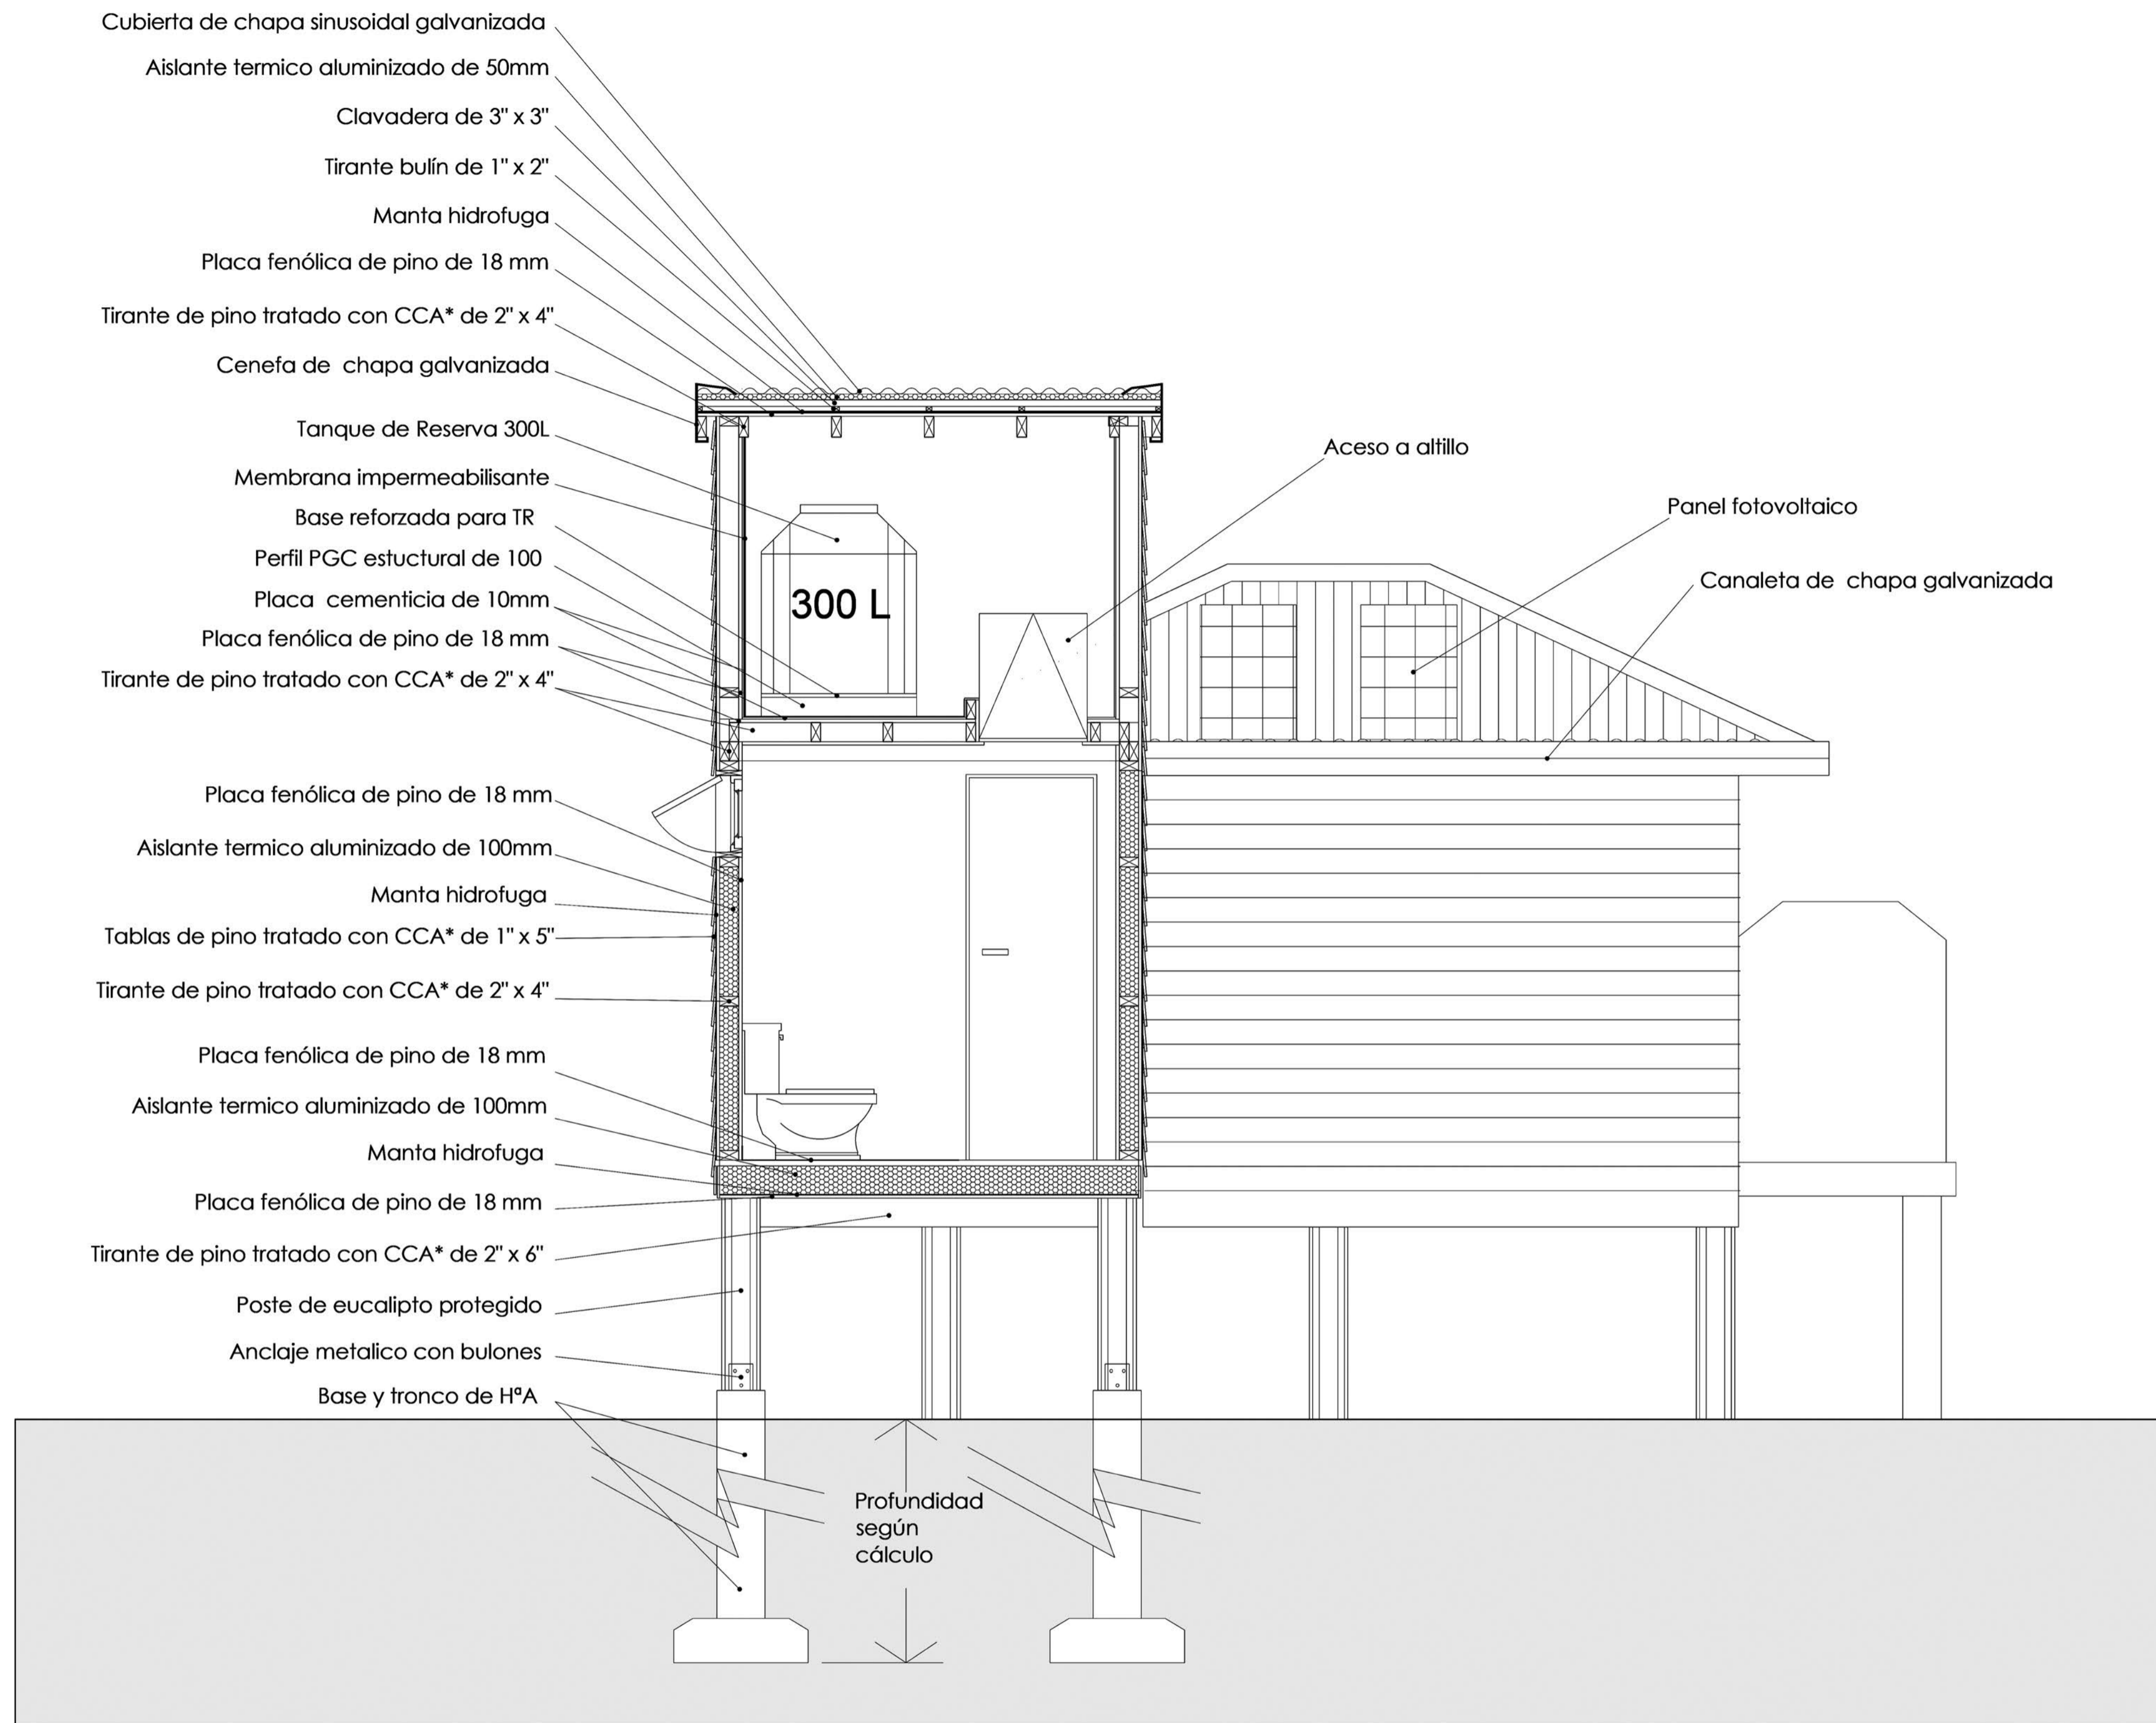 Cubierta de chapa sinusoidal galvanizada
Aislante termico aluminizado de 50mm
Clavadera de 3" x 3"
Tirante bulín de 1" x 2"
Manta hidrofuga
Placa fenólica de pino de 18 mm
Tirante de pino tratado con CCA* de 2" x 4"
Cenefa de chapa galvanizada
Tanque de Reserva 300L
Membrana impermeabilisante
Base reforzada para TR
Perfil PGC estuctural de 100
Placa cementicia de 10mm
Placa fenólica de pino de 18 mm
Tirante de pino tratado con CCA* de 2" x 4"
Placa fenólica de pino de 18 mm
Aislante termico aluminizado de 100mm
Manta hidrofuga
Tablas de pino tratado con CCA* de 1" x 5"
Tirante de pino tratado con CCA* de 2" x 4"
Placa fenólica de pino de 18 mm
Aislante termico aluminizado de 100mm
Manta hidrofuga
Placa fenólica de pino de 18 mm
Tirante de pino tratado con CCA* de 2" x 6"
Poste de eucalipto protegido
Anclaje metalico con bulones
Base y tronco de HªA
300 L
Aceso a altillo
Panel fotovoltaico
Canaleta de chapa galvanizada
Profundidad
según
cálculo